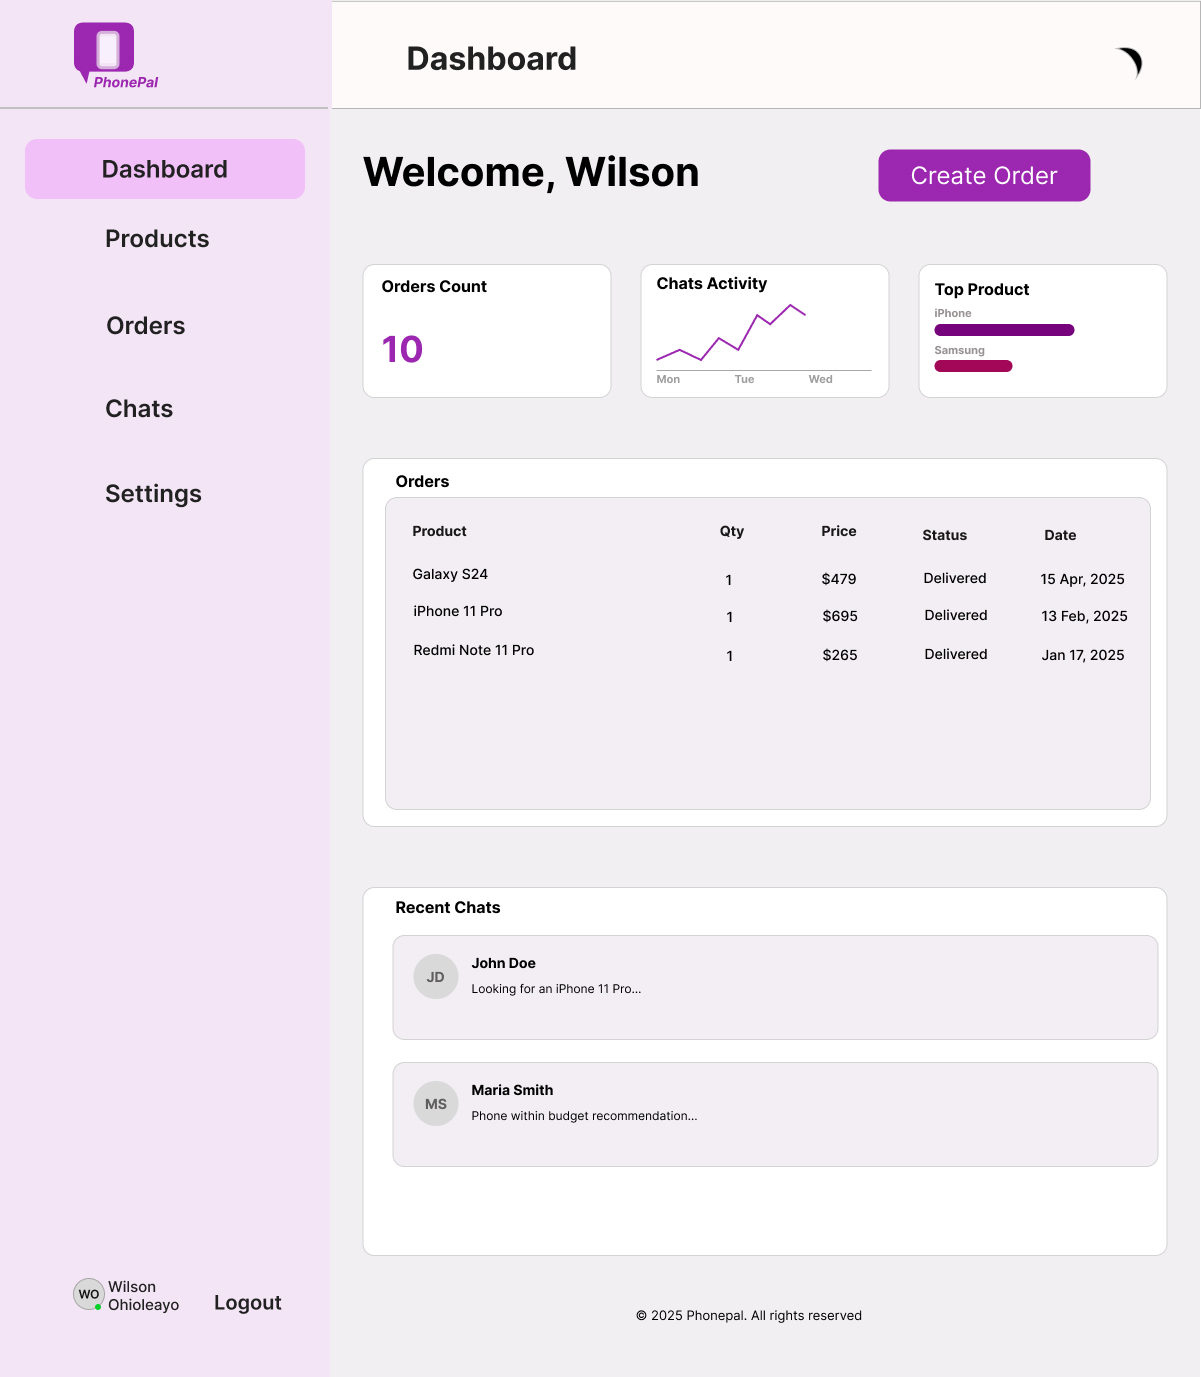 PhonePal
Dashboard
Dashboard
Products
Orders
Chats
Settings
WO
Wilson
Ohioleayo
Logout
Welcome, Wilson
Create Order
Orders Count
10
Chats Activity
Mon Tue Wed
Top Product
iPhone
Samsung
Orders
Product Qty Price Status Date
Galaxy S24 1 $479 Delivered 15 Apr, 2025
iPhone 11 Pro 1 $695 Delivered 13 Feb, 2025
Redmi Note 11 Pro 1 $265 Delivered Jan 17, 2025
Recent Chats
JD
John Doe
Looking for an iPhone 11 Pro...
MS
Maria Smith
Phone within budget recommendation...
© 2025 Phonepal. All rights reserved